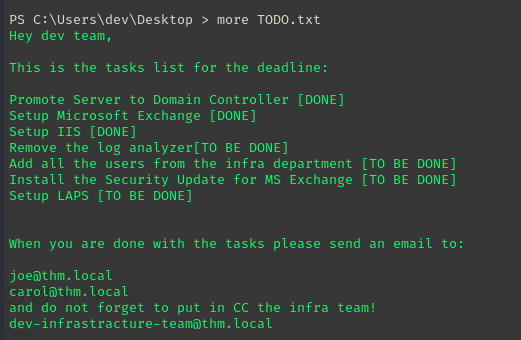 PS C:\Users\dev\Desktop > more TODO.txt
Hey dev team,
This is the tasks list for the deadline:
Promote Server to Domain Controller [DONE]
Setup Microsoft Exchange [DONE]
Setup IIS [DONE]
Remove the log analyzer[TO BE DONE]
Add all the users from the infra department [TO BE DONE]
Install the Security Update for MS Exchange [TO BE DONE]
Setup LAPS [TO BE DONE]
When you are done with the tasks please send an email to:
joe@thm.local
carol@thm.local
and do not forget to put in CC the infra team!
dev-infrastracture-team@thm.local